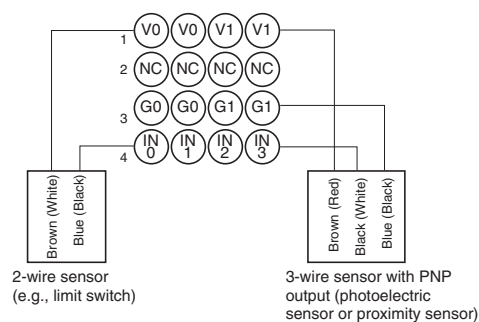 1 V0 V0 V1 V1
2 NC NC NC NC
3 G0 G0 G1 G1
4 IN 0 IN 1 IN 2 IN 3
Brown (White)
Blue (Black)
Brown (Red)
Black (White)
Blue (Black)
2-wire sensor
(e.g., limit switch)
3-wire sensor with PNP
output (photoelectric
sensor or proximity sensor)